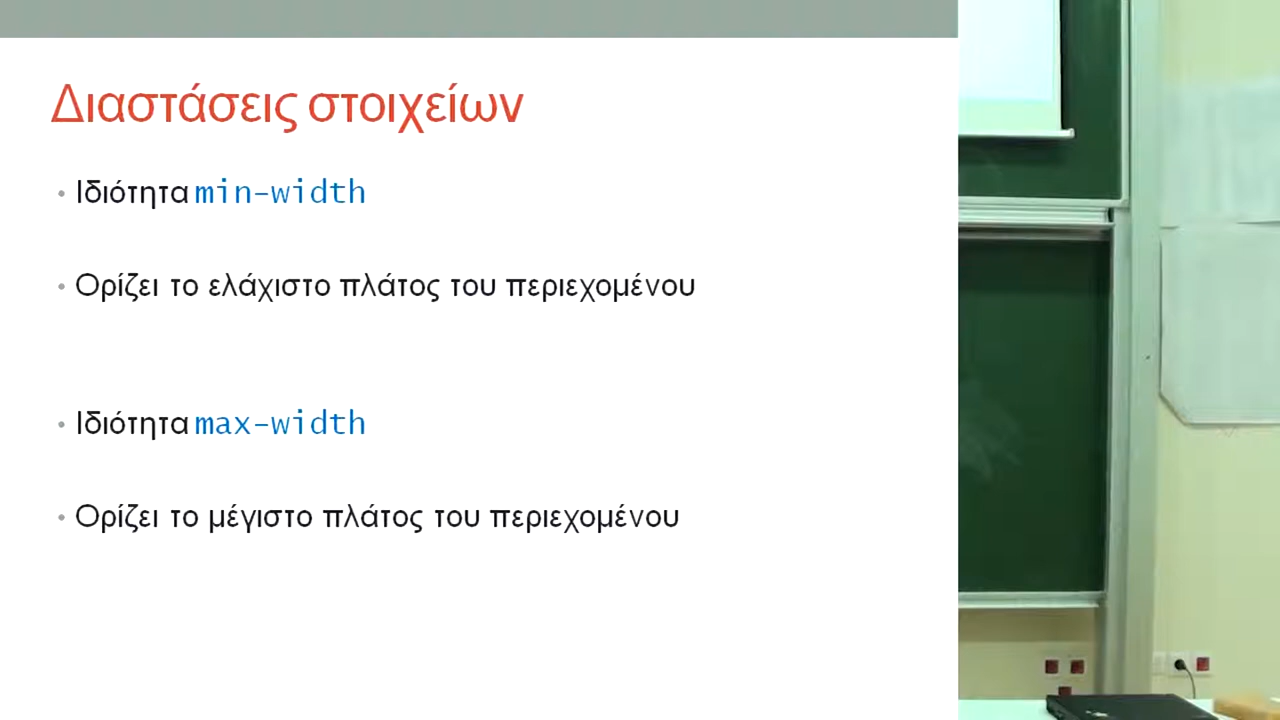 Διαστάσεις στοιχείων
• Ιδιότητα min-width
• Ορίζει το ελάχιστο πλάτος του περιεχομένου
• Ιδιότητα max-width
• Ορίζει το μέγιστο πλάτος του περιεχομένου